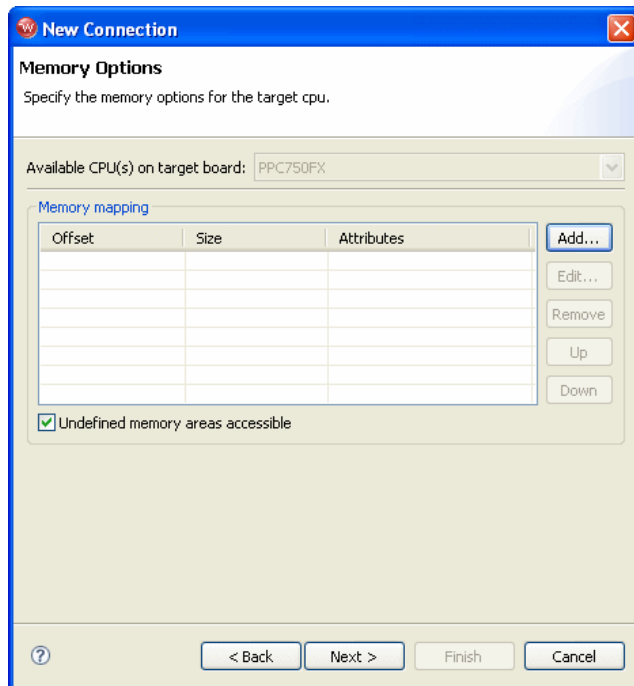 New Connection
Memory Options
Specify the memory options for the target cpu.
Available CPU(s) on target board: PPC750FX
Memory mapping
Offset Size Attributes
Add...
Edit...
Remove
Up
Down
Undefined memory areas accessible
? < Back Next > Finish Cancel